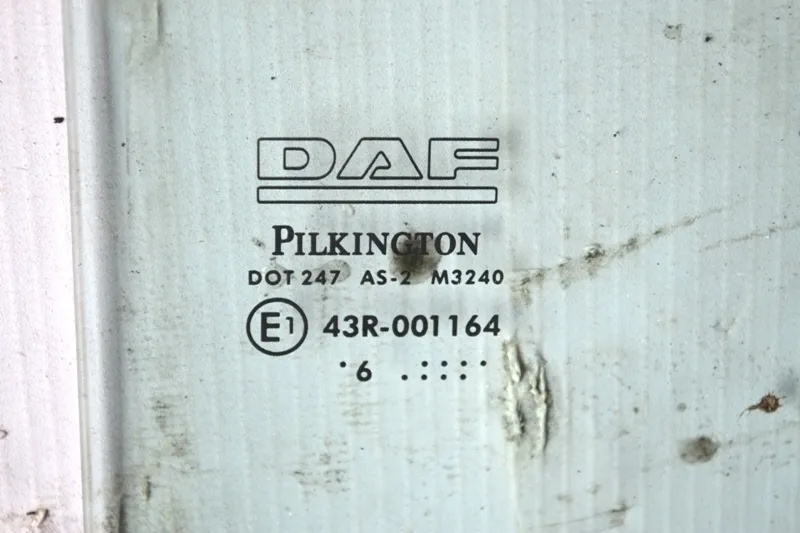 DAF
PILKINGTON
DOT 247 AS-2 M3240
E1 43R-001164
˙6 .::::˙